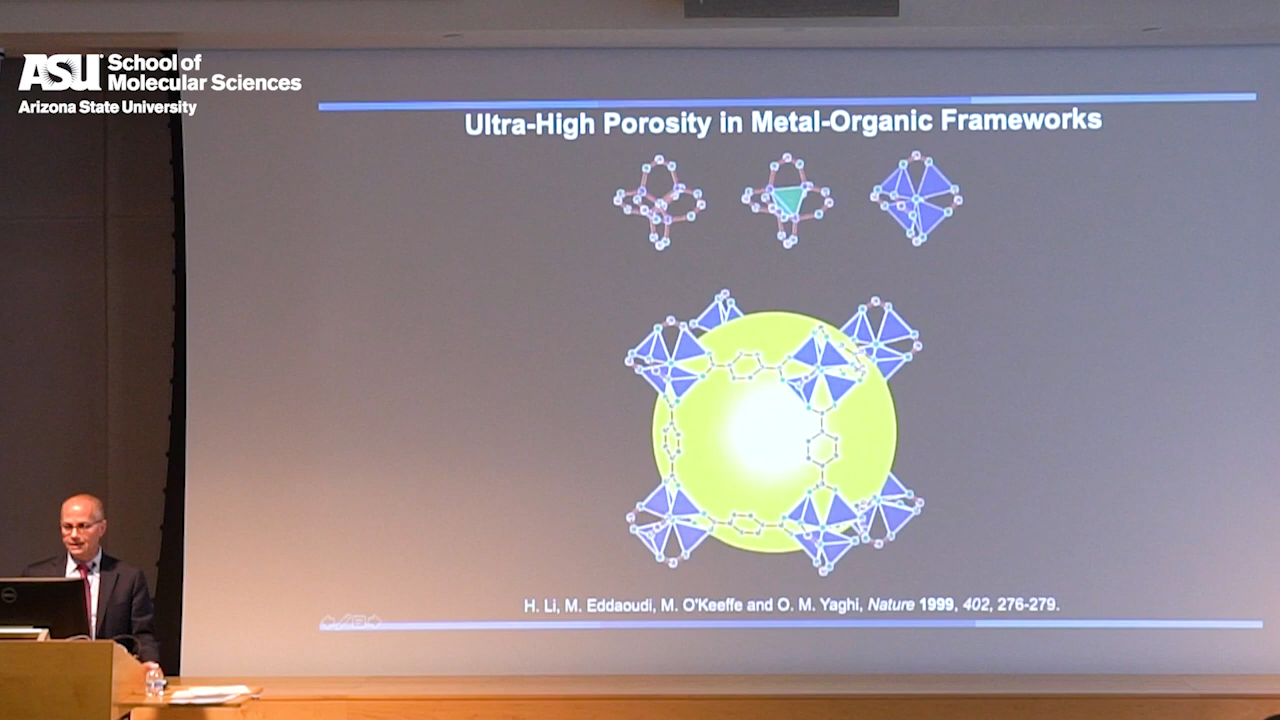 ASU School of
Molecular Sciences
Arizona State University
Ultra-High Porosity in Metal-Organic Frameworks
H. Li, M. Eddaoudi, M. O'Keeffe and O. M. Yaghi, Nature 1999, 402, 276-279.
DELL